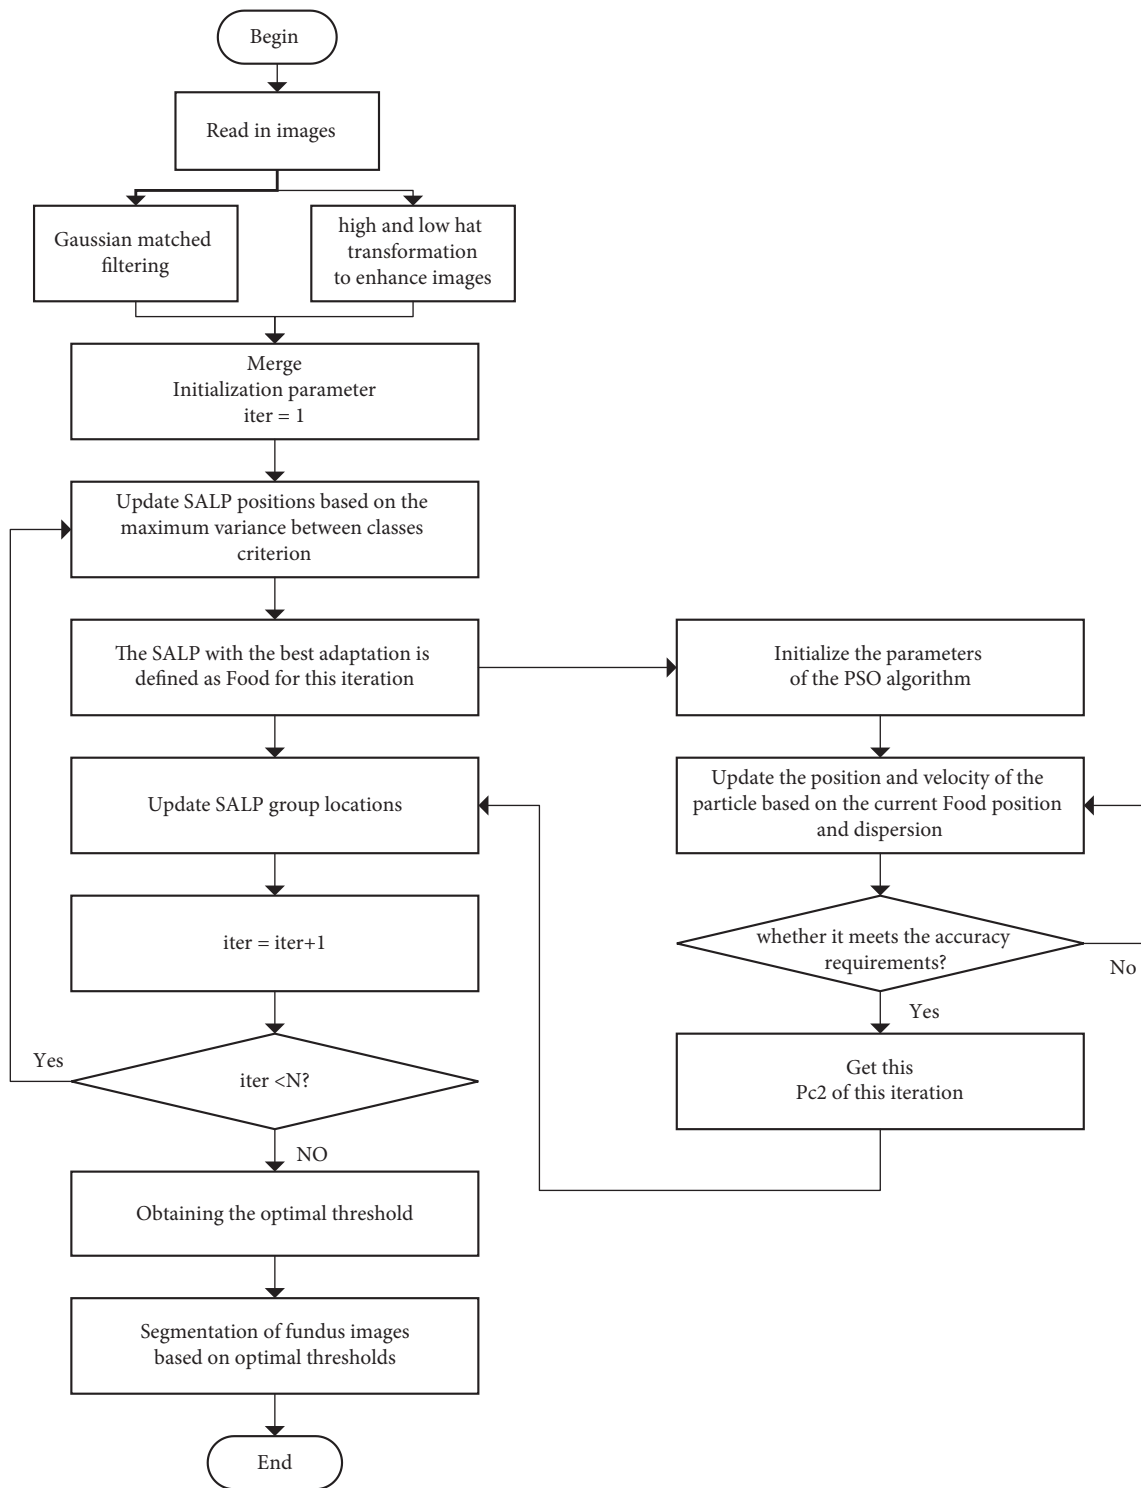 Begin
Read in images
Gaussian matched
filtering
high and low hat
transformation
to enhance images
Merge
Initialization parameter
iter = 1
Update SALP positions based on the
maximum variance between classes
criterion
The SALP with the best adaptation is
defined as Food for this iteration
Initialize the parameters
of the PSO algorithm
Update SALP group locations
Update the position and velocity of the
particle based on the current Food position
and dispersion
iter = iter+1
whether it meets the accuracy
requirements?
No
Yes
Yes
iter <N?
Get this
Pc2 of this iteration
NO
Obtaining the optimal threshold
Segmentation of fundus images
based on optimal thresholds
End